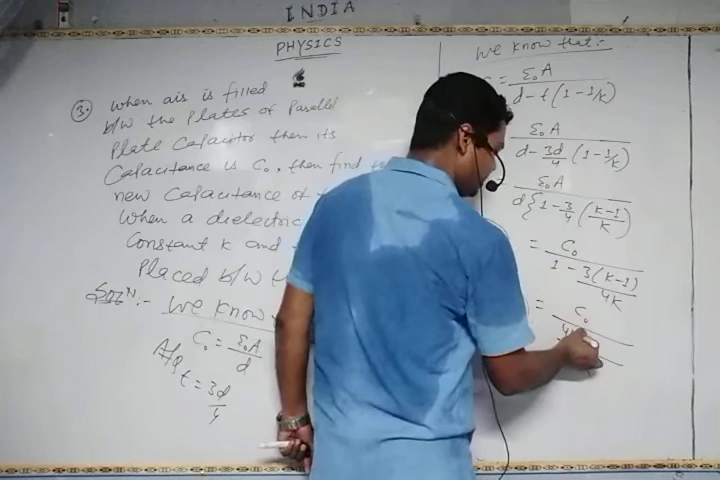 INDIA
PHYSICS
3. When air is filled
b/w the plates of Parallel
Plate Capacitor then its
Capacitance is C₀, then find
new Capacitance of
When a dielectric
Constant K and
Placed b/w
Solⁿ:- We know
C₀ = ε₀A/d
A/q
t = 3d/4
We know that:-
= ε₀A/(d - t(1 - 1/K))
ε₀A/(d - 3d/4 (1 - 1/K))
ε₀A/(d{1 - 3/4 ((K-1)/K)})
= C₀/(1 - 3(K-1)/4K)
= C₀